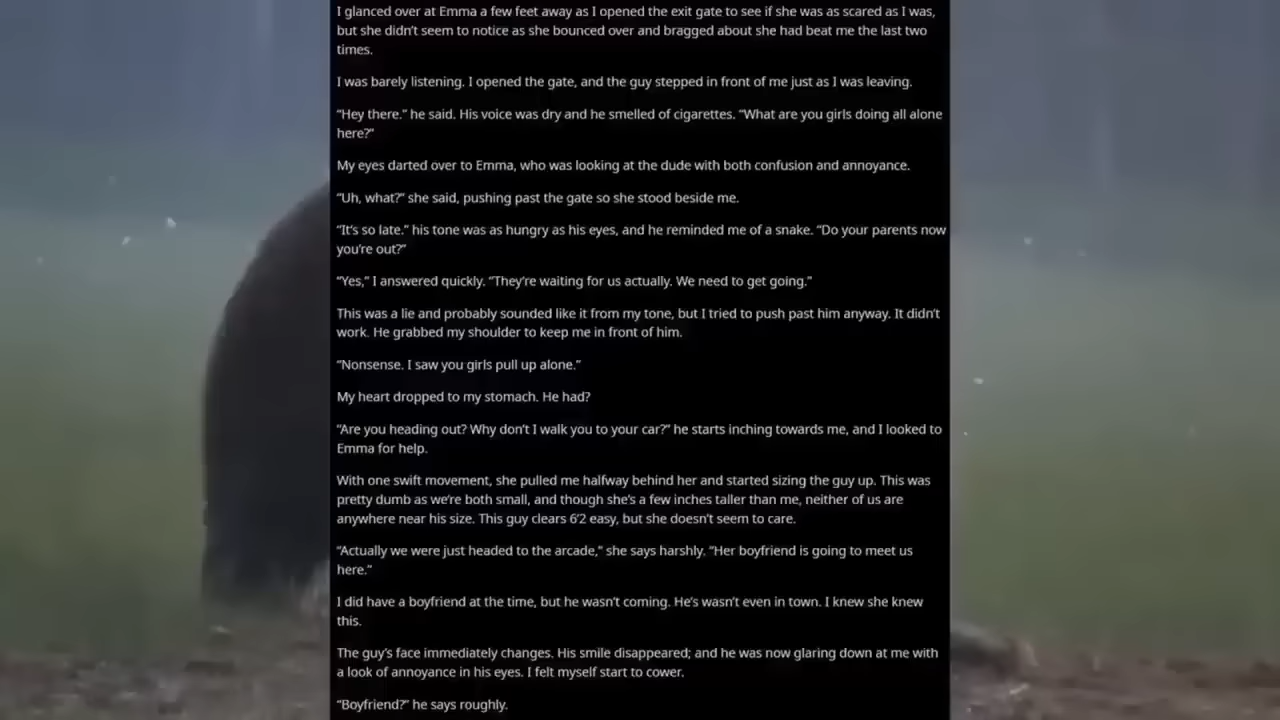 I glanced over at Emma a few feet away as I opened the exit gate to see if she was as scared as I was,
but she didn't seem to notice as she bounced over and bragged about she had beat me the last two
times.
I was barely listening. I opened the gate, and the guy stepped in front of me just as I was leaving.
“Hey there.” he said. His voice was dry and he smelled of cigarettes. “What are you girls doing all alone
here?”
My eyes darted over to Emma, who was looking at the dude with both confusion and annoyance.
“Uh, what?” she said, pushing past the gate so she stood beside me.
“It's so late.” his tone was as hungry as his eyes, and he reminded me of a snake. “Do your parents now
you're out?”
“Yes,” I answered quickly. “They're waiting for us actually. We need to get going.”
This was a lie and probably sounded like it from my tone, but I tried to push past him anyway. It didn't
work. He grabbed my shoulder to keep me in front of him.
“Nonsense. I saw you girls pull up alone.”
My heart dropped to my stomach. He had?
“Are you heading out? Why don't I walk you to your car?” he starts inching towards me, and I looked to
Emma for help.
With one swift movement, she pulled me halfway behind her and started sizing the guy up. This was
pretty dumb as we're both small, and though she's a few inches taller than me, neither of us are
anywhere near his size. This guy clears 6'2 easy, but she doesn't seem to care.
“Actually we were just headed to the arcade,” she says harshly. “Her boyfriend is going to meet us
here.”
I did have a boyfriend at the time, but he wasn't coming. He's wasn't even in town. I knew she knew
this.
The guy's face immediately changes. His smile disappeared; and he was now glaring down at me with
a look of annoyance in his eyes. I felt myself start to cower.
“Boyfriend?” he says roughly.